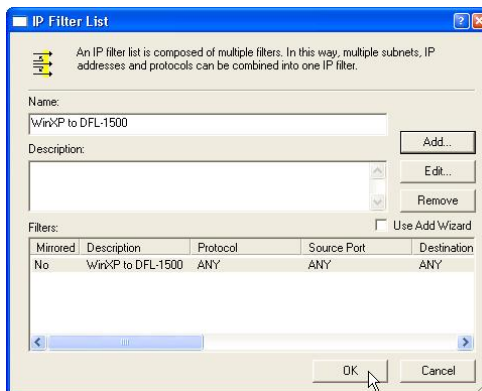 IP Filter List
An IP filter list is composed of multiple filters. In this way, multiple subnets, IP
addresses and protocols can be combined into one IP filter.
Name:
WinXP to DFL-1500
Add...
Description:
Edit...
Remove
Filters:
Use Add Wizard
Mirrored Description Protocol Source Port Destination
No WinXP to DFL-1500 ANY ANY ANY
OK Cancel